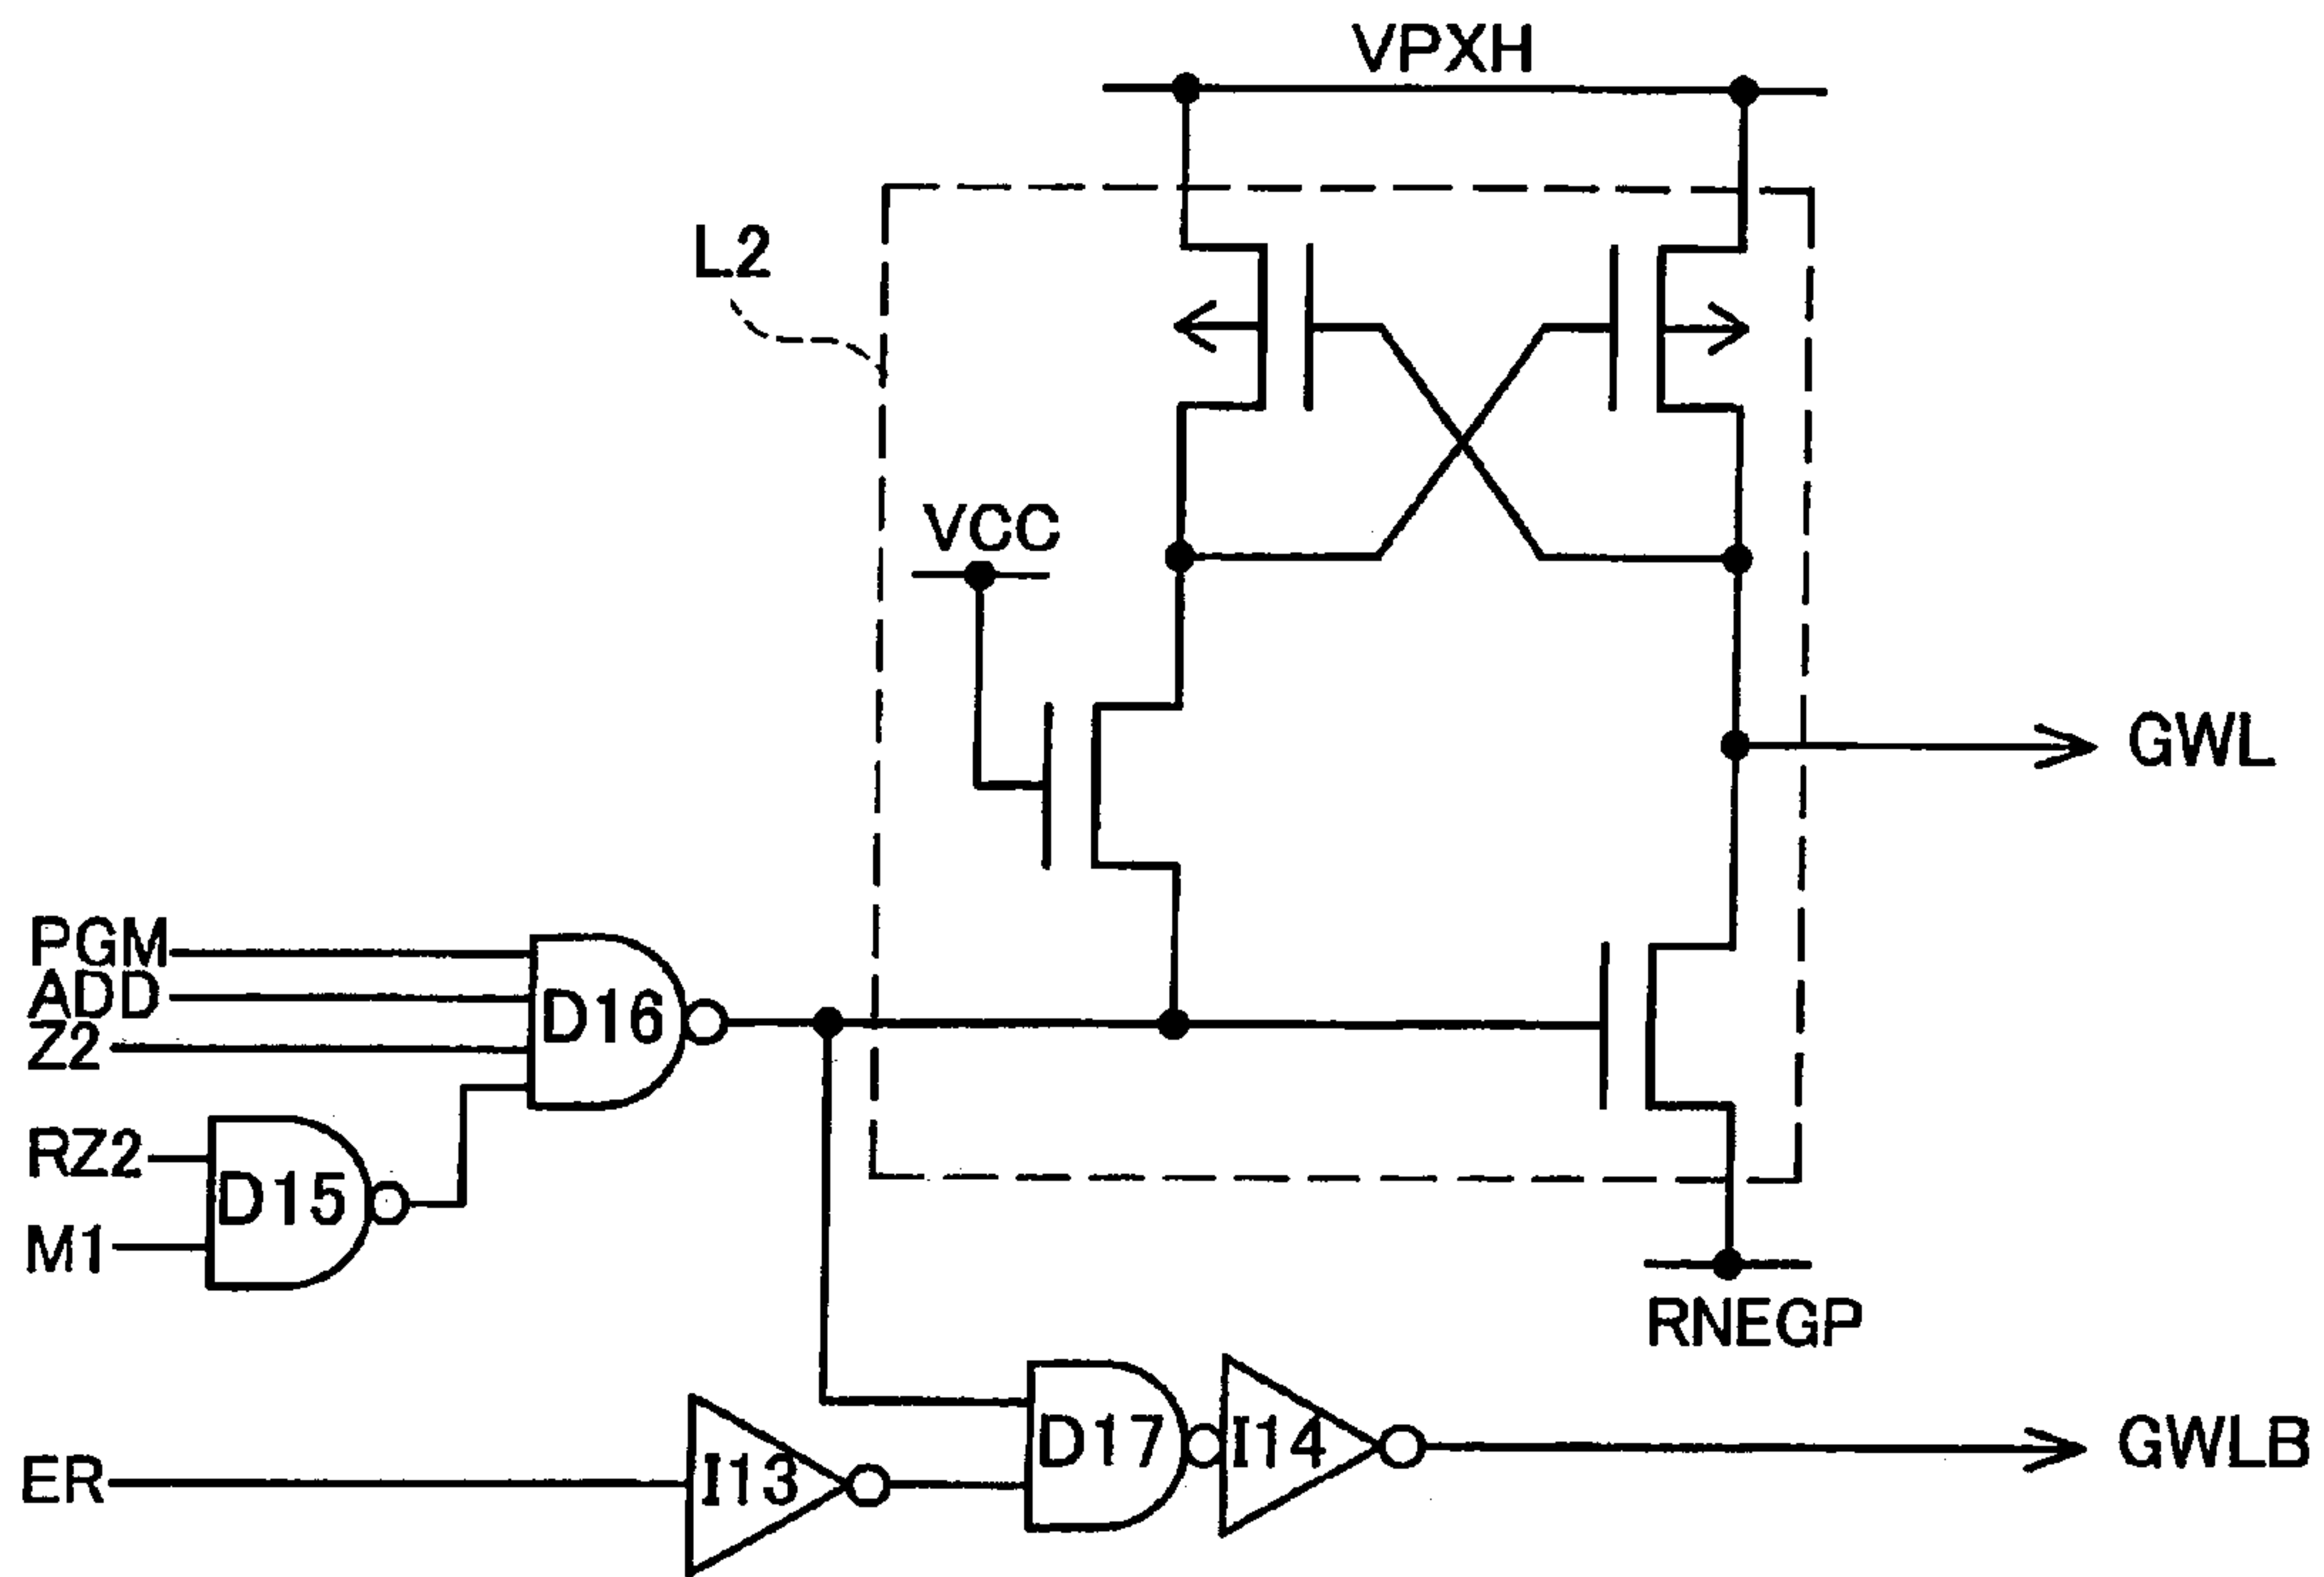 VPXH
L2
VCC
GWL
PGM
ADD
D16
Z2
RZ2
D15
M1
RNEGP
D17
I14
GWLB
ER
I13